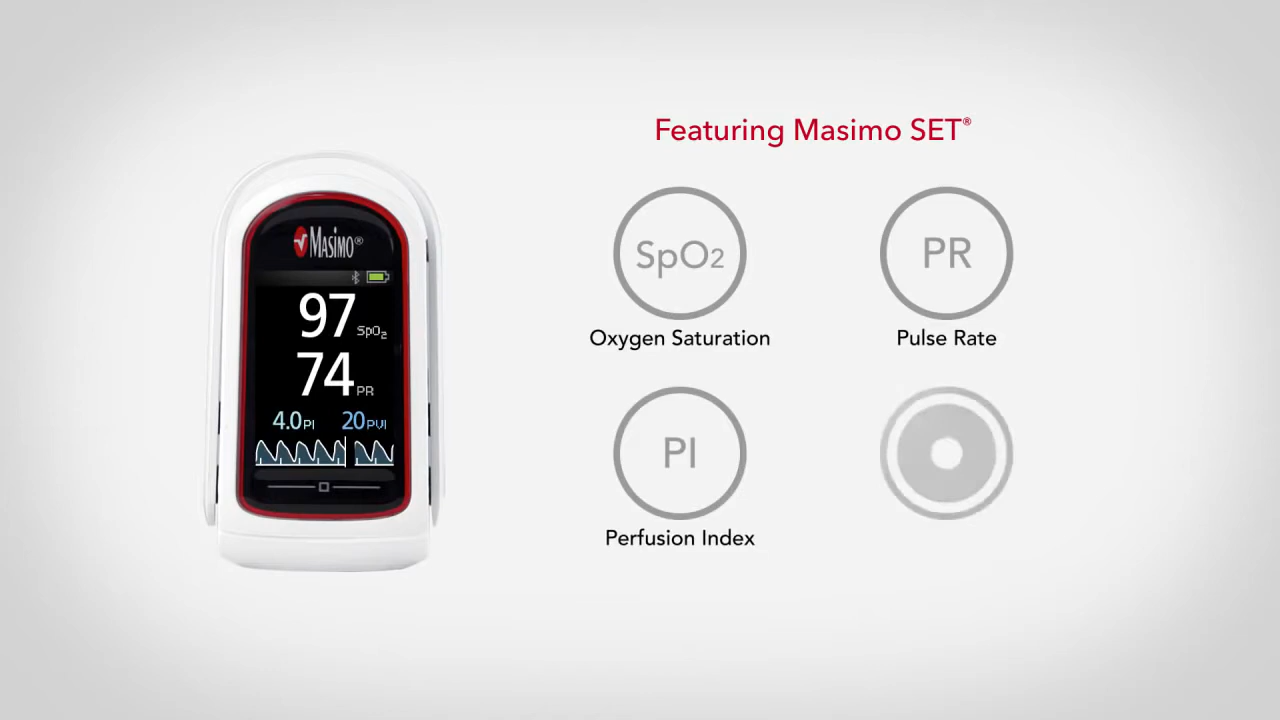 Featuring Masimo SET®
MASIMO®
97 SpO₂
74 PR
4.0 PI 20 PVI
SpO2
Oxygen Saturation
PR
Pulse Rate
PI
Perfusion Index